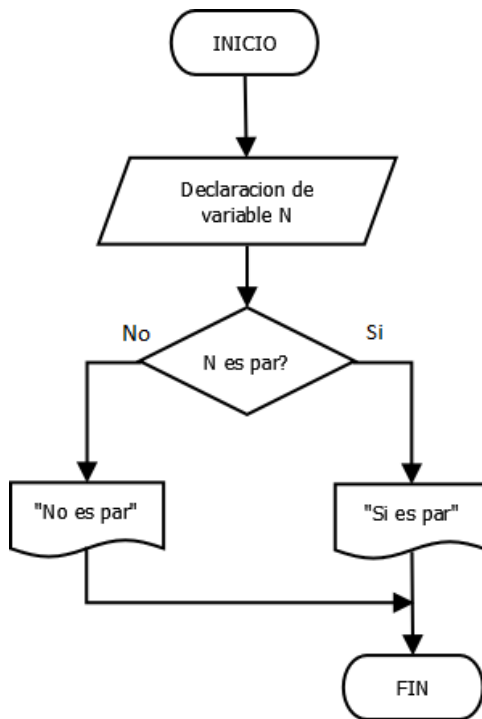 INICIO
Declaracion de
variable N
No
Si
N es par?
"No es par"
"Si es par"
FIN